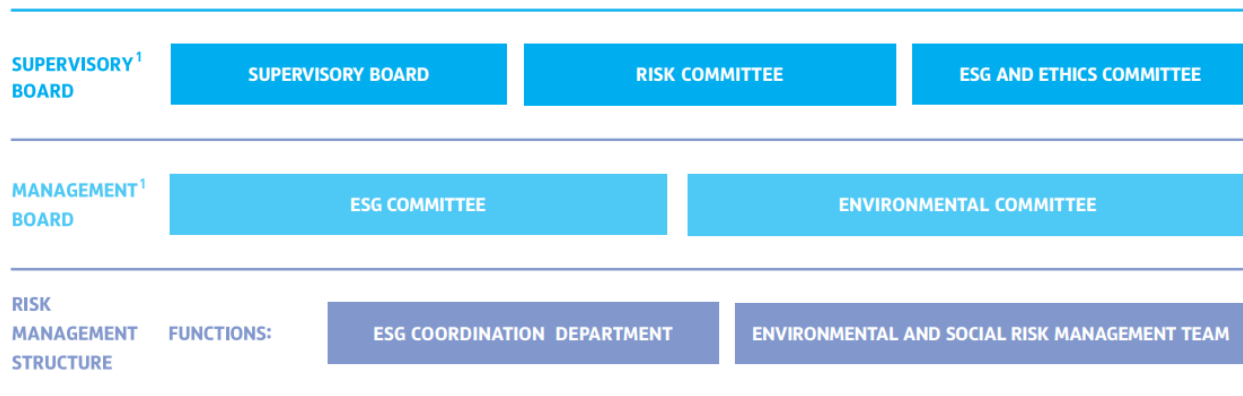 SUPERVISORY¹
BOARD
SUPERVISORY BOARD
RISK COMMITTEE
ESG AND ETHICS COMMITTEE
MANAGEMENT¹
BOARD
ESG COMMITTEE
ENVIRONMENTAL COMMITTEE
RISK
MANAGEMENT
STRUCTURE
FUNCTIONS:
ESG COORDINATION DEPARTMENT
ENVIRONMENTAL AND SOCIAL RISK MANAGEMENT TEAM